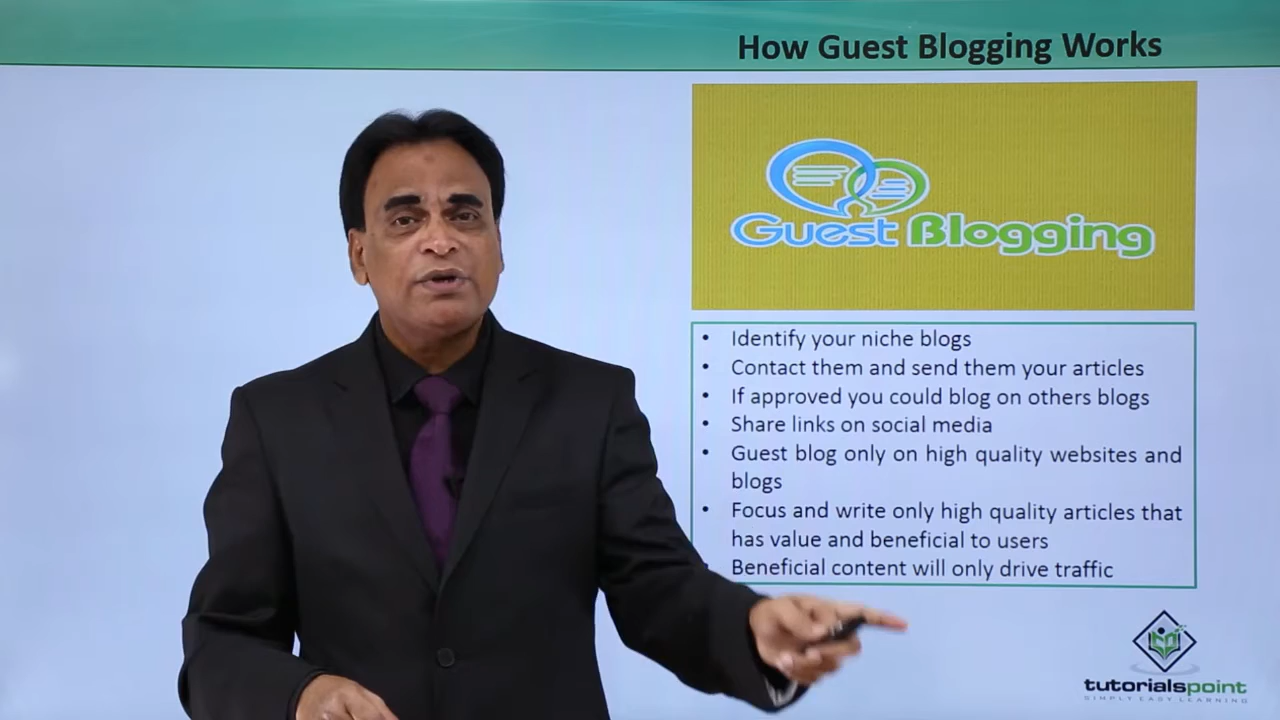 How Guest Blogging Works
Guest Blogging
• Identify your niche blogs
• Contact them and send them your articles
• If approved you could blog on others blogs
• Share links on social media
• Guest blog only on high quality websites and
blogs
• Focus and write only high quality articles that
has value and beneficial to users
Beneficial content will only drive traffic
tutorialspoint
SIMPLY EASY LEARNING